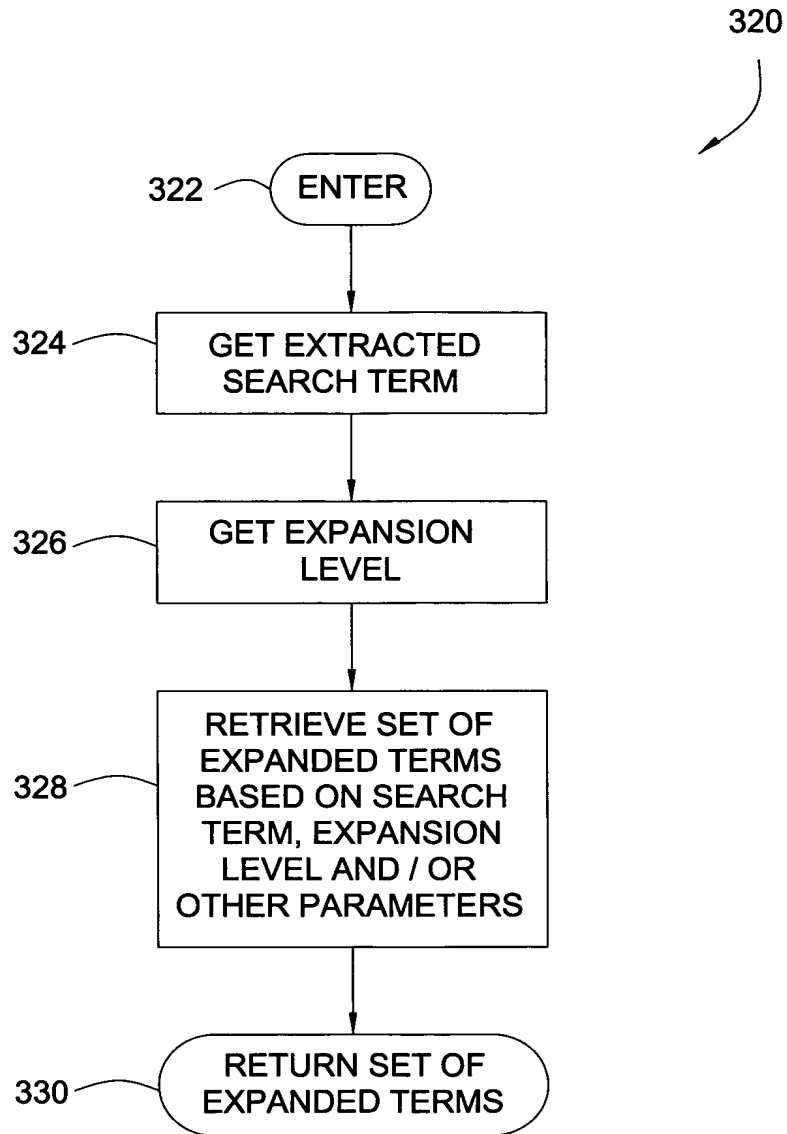 320
322
ENTER
324
GET EXTRACTED
SEARCH TERM
326
GET EXPANSION
LEVEL
328
RETRIEVE SET OF
EXPANDED TERMS
BASED ON SEARCH
TERM, EXPANSION
LEVEL AND / OR
OTHER PARAMETERS
330
RETURN SET OF
EXPANDED TERMS